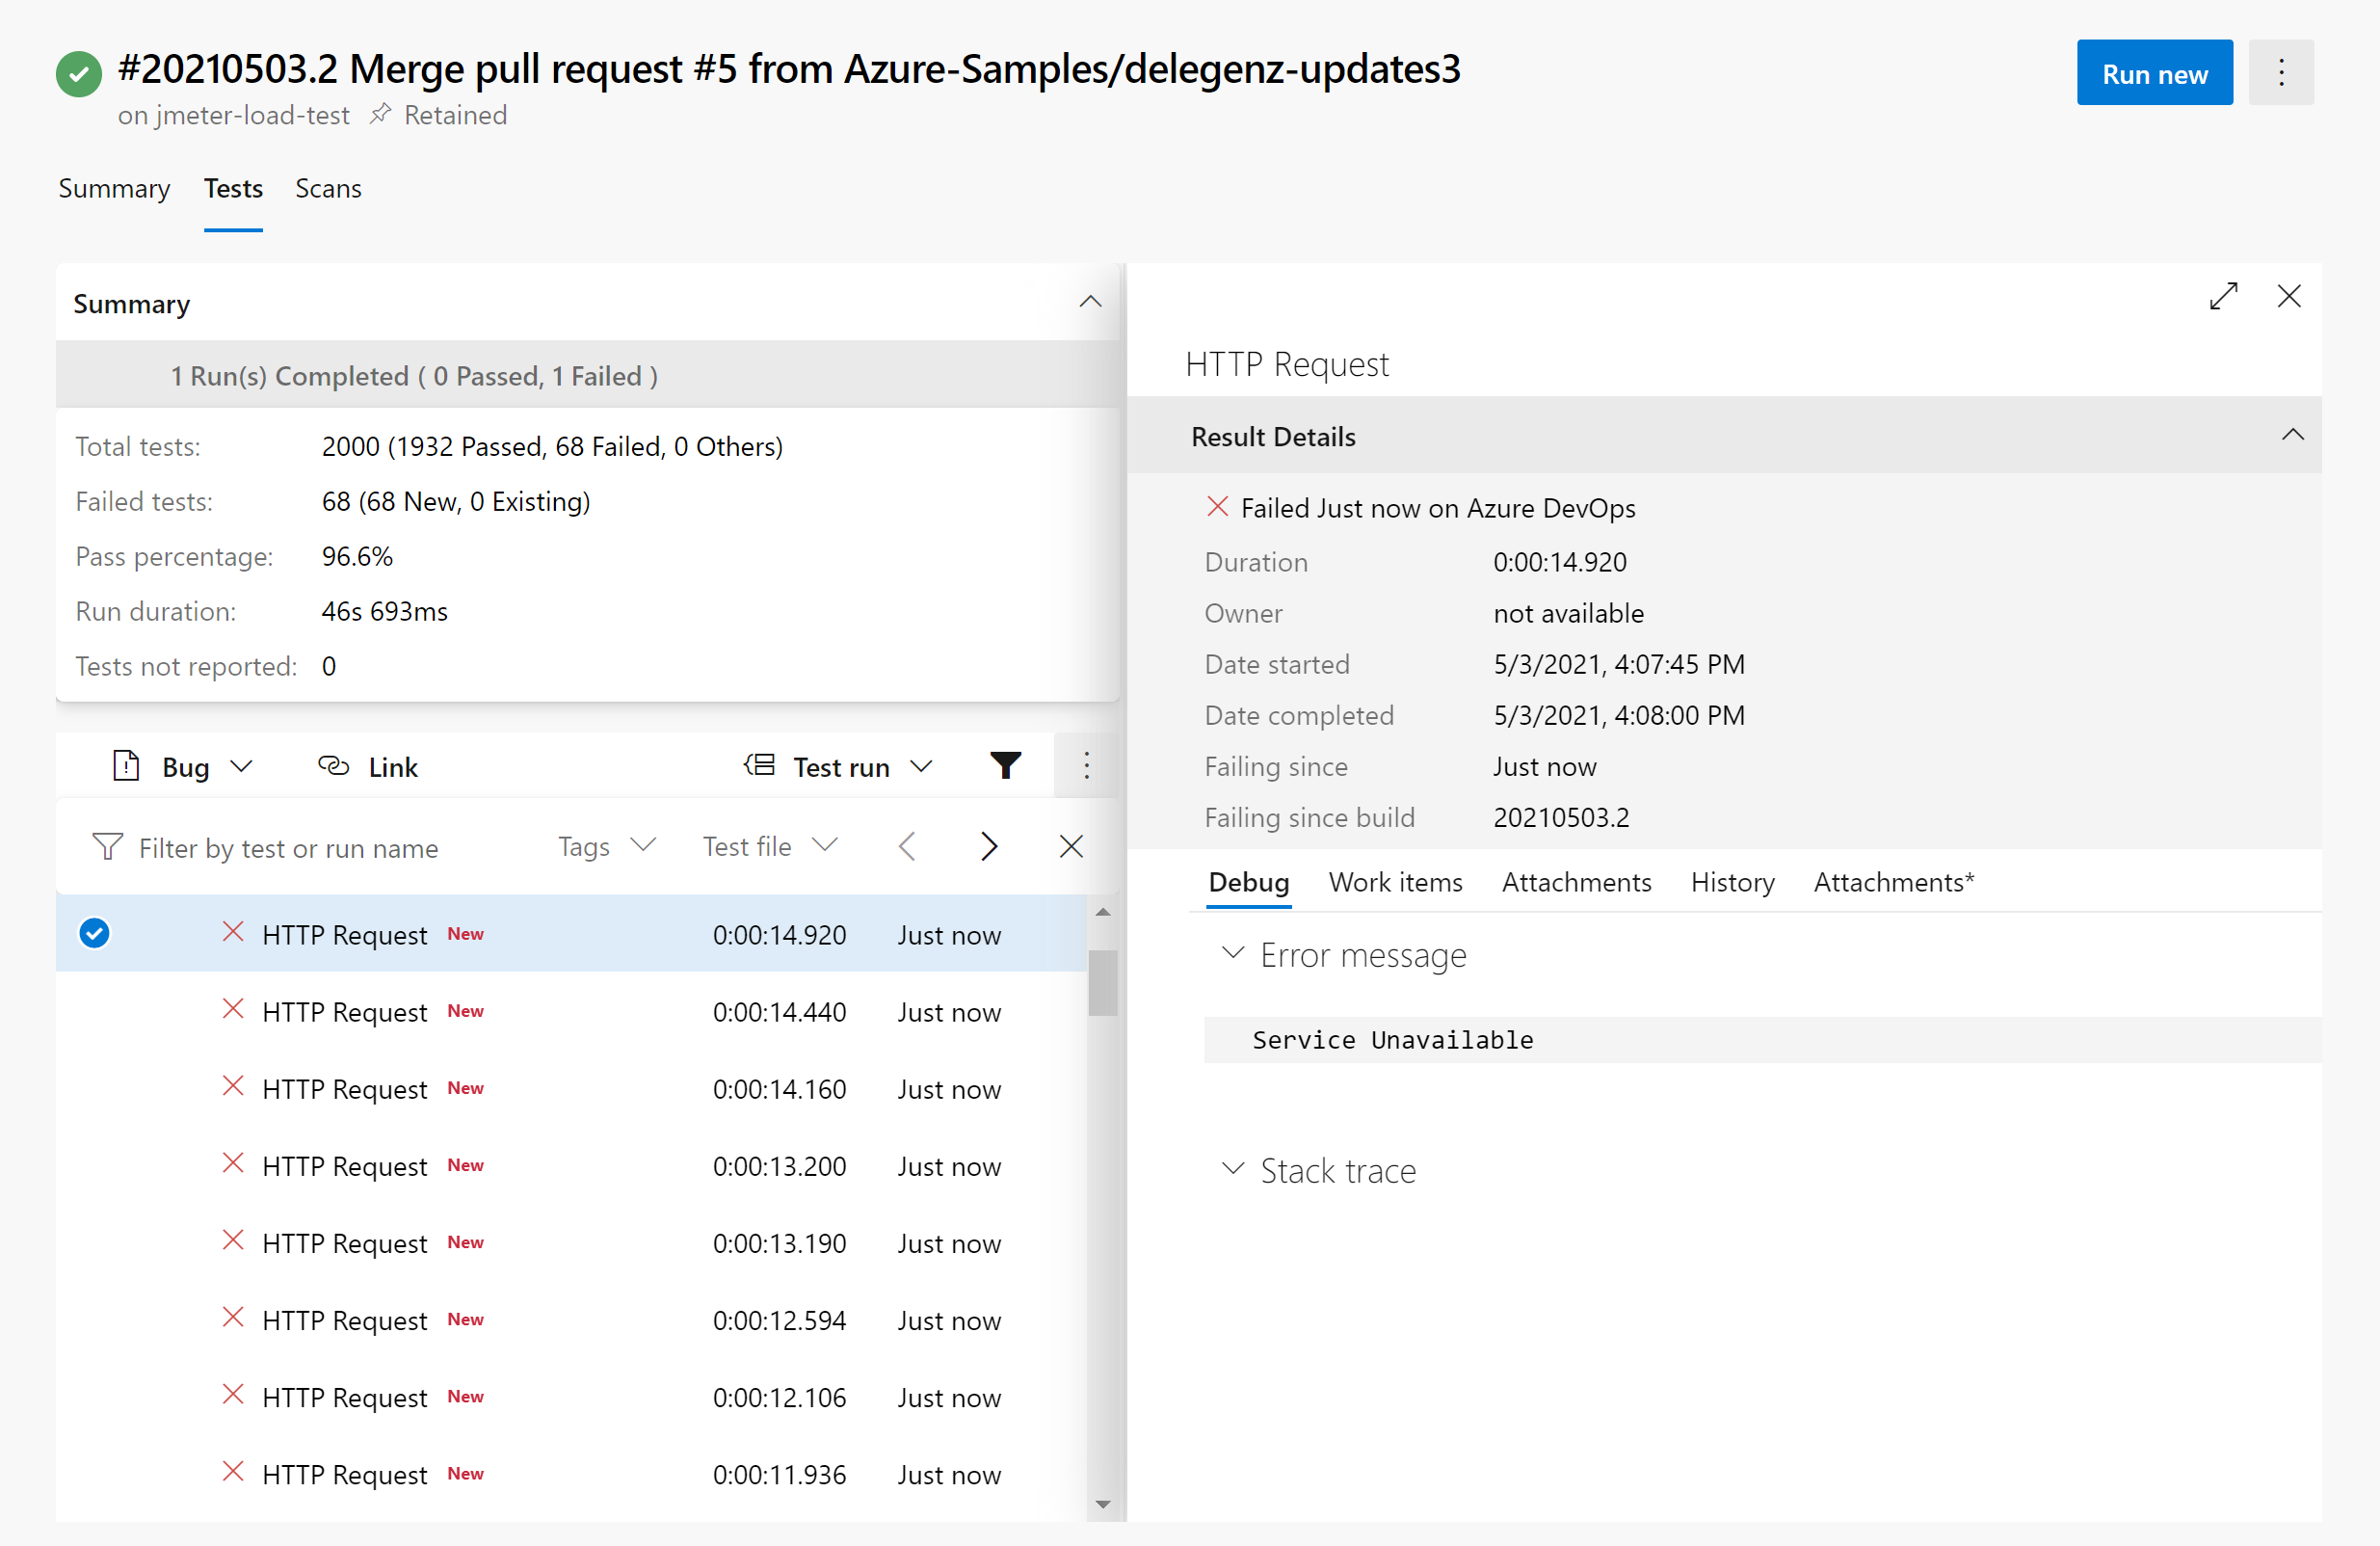 #20210503.2 Merge pull request #5 from Azure-Samples/delegenz-updates3
on jmeter-load-test Retained
Run new
Summary Tests Scans
Summary
1 Run(s) Completed ( 0 Passed, 1 Failed )
Total tests: 2000 (1932 Passed, 68 Failed, 0 Others)
Failed tests: 68 (68 New, 0 Existing)
Pass percentage: 96.6%
Run duration: 46s 693ms
Tests not reported: 0
Bug Link Test run
Filter by test or run name Tags Test file
HTTP Request New 0:00:14.920 Just now
HTTP Request New 0:00:14.440 Just now
HTTP Request New 0:00:14.160 Just now
HTTP Request New 0:00:13.200 Just now
HTTP Request New 0:00:13.190 Just now
HTTP Request New 0:00:12.594 Just now
HTTP Request New 0:00:12.106 Just now
HTTP Request New 0:00:11.936 Just now
HTTP Request
Result Details
Failed Just now on Azure DevOps
Duration 0:00:14.920
Owner not available
Date started 5/3/2021, 4:07:45 PM
Date completed 5/3/2021, 4:08:00 PM
Failing since Just now
Failing since build 20210503.2
Debug Work items Attachments History Attachments*
Error message
Service Unavailable
Stack trace